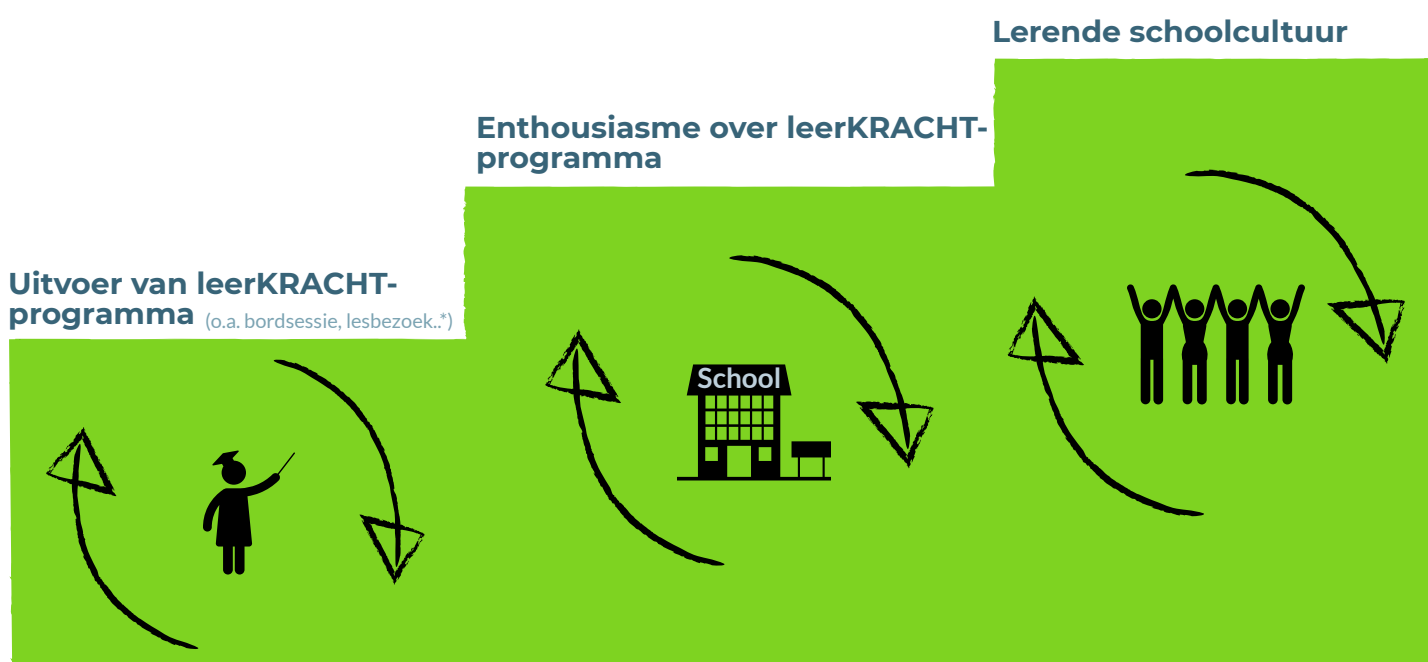 Lerende schoolcultuur
Enthousiasme over leerKRACHT-
programma
Uitvoer van leerKRACHT-
programma (o.a. bordsessie, lesbezoek..*)
School